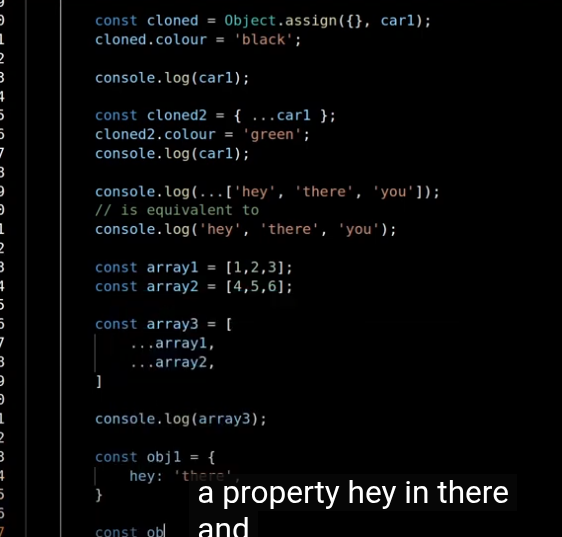 0 const cloned = Object.assign({}, car1);
1 cloned.colour = 'black';
2
3 console.log(car1);
4
5 const cloned2 = { ...car1 };
6 cloned2.colour = 'green';
7 console.log(car1);
8
9 console.log(...['hey', 'there', 'you']);
0 // is equivalent to
1 console.log('hey', 'there', 'you');
2
3 const array1 = [1,2,3];
4 const array2 = [4,5,6];
5
6 const array3 = [
7 ...array1,
8 ...array2,
9 ]
0
1 console.log(array3);
2
3 const obj1 = {
4 hey: 'there',
5 }
6
7 const ob
a property hey in there
and